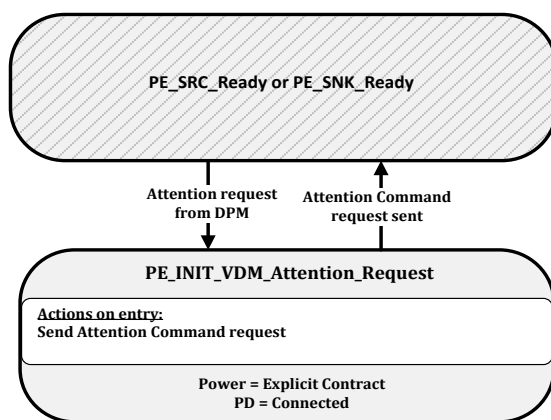 PE_SRC_Ready or PE_SNK_Ready
Attention request
from DPM
Attention Command
request sent
PE_INIT_VDM_Attention_Request
Actions on entry:
Send Attention Command request
Power = Explicit Contract
PD = Connected